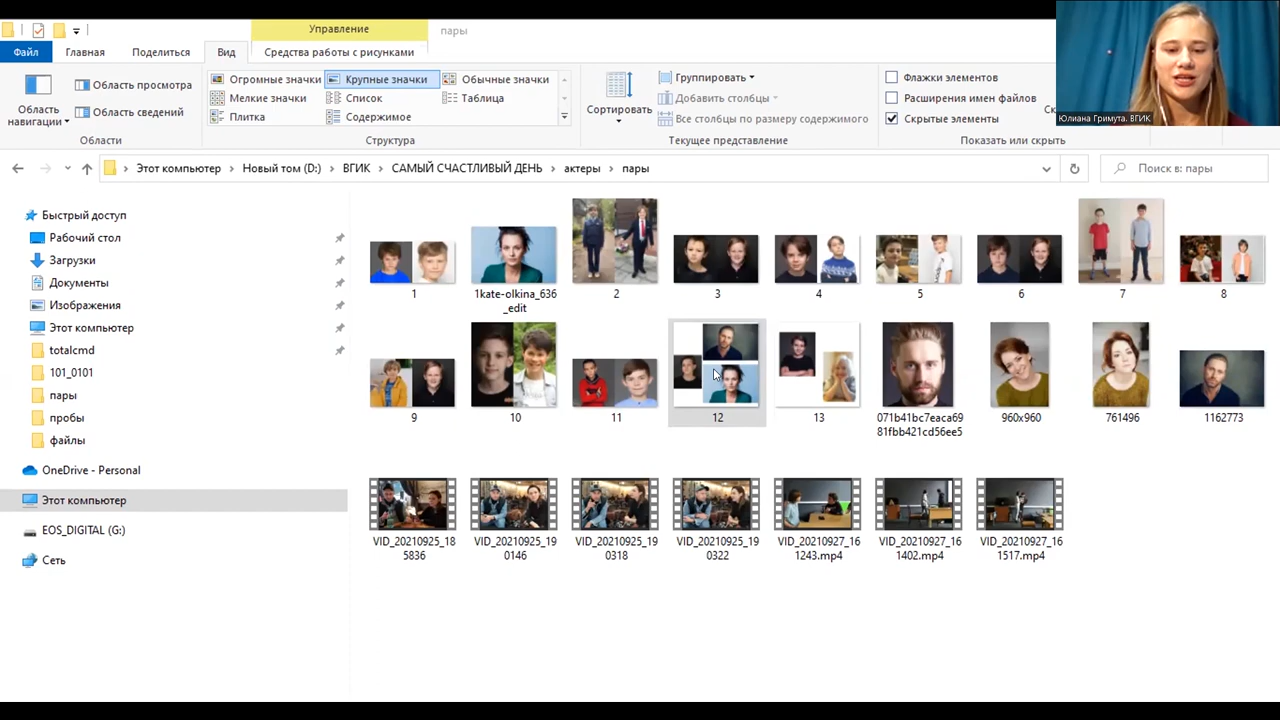 Управление
пары
Файл
Главная
Поделиться
Вид
Средства работы с рисунками
Область навигации
Область просмотра
Область сведений
Области
Огромные значки
Крупные значки
Обычные значки
Мелкие значки
Список
Таблица
Плитка
Содержимое
Структура
Сортировать
Группировать
Добавить столбцы
Все столбцы по размеру содержимого
Текущее представление
Флажки элементов
Расширения имен файлов
Скрытые элементы
Показать или скрыть
Юлиана Гримута. ВГИК
Этот компьютер
Новый том (D:)
ВГИК
САМЫЙ СЧАСТЛИВЫЙ ДЕНЬ
актеры
пары
Поиск в: пары
Быстрый доступ
Рабочий стол
Загрузки
Документы
Изображения
Этот компьютер
totalcmd
101_0101
пары
пробы
файлы
OneDrive - Personal
Этот компьютер
EOS_DIGITAL (G:)
Сеть
1
1kate-olkina_636
_edit
2
3
4
5
6
7
8
9
10
11
12
13
071b41bc7eaca69
81fbb421cd56ee5
960x960
761496
1162773
VID_20210925_18
5836
VID_20210925_19
0146
VID_20210925_19
0318
VID_20210925_19
0322
VID_20210927_16
1243.mp4
VID_20210927_16
1402.mp4
VID_20210927_16
1517.mp4